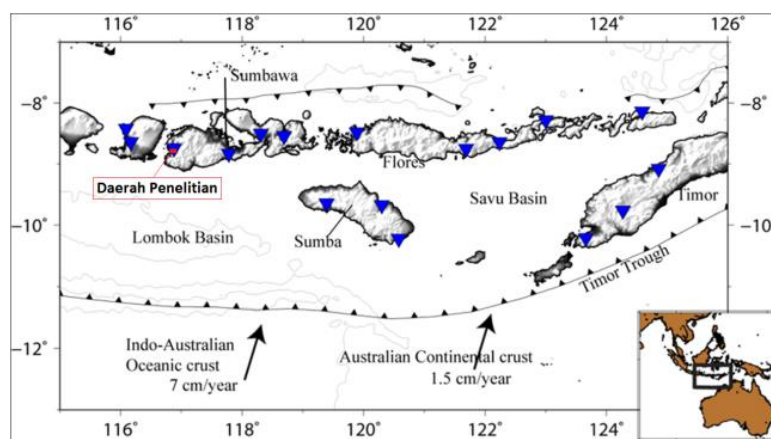 116° 118° 120° 122° 124° 126°
Sumbawa
−8° −8°
Flores
Daerah Penelitian
Savu Basin
Timor
−10° −10°
Lombok Basin
Sumba
Timor Trough
Indo-Australian
Oceanic crust
7 cm/year
Australian Continental crust
1.5 cm/year
−12° −12°
116° 118° 120° 122° 124°